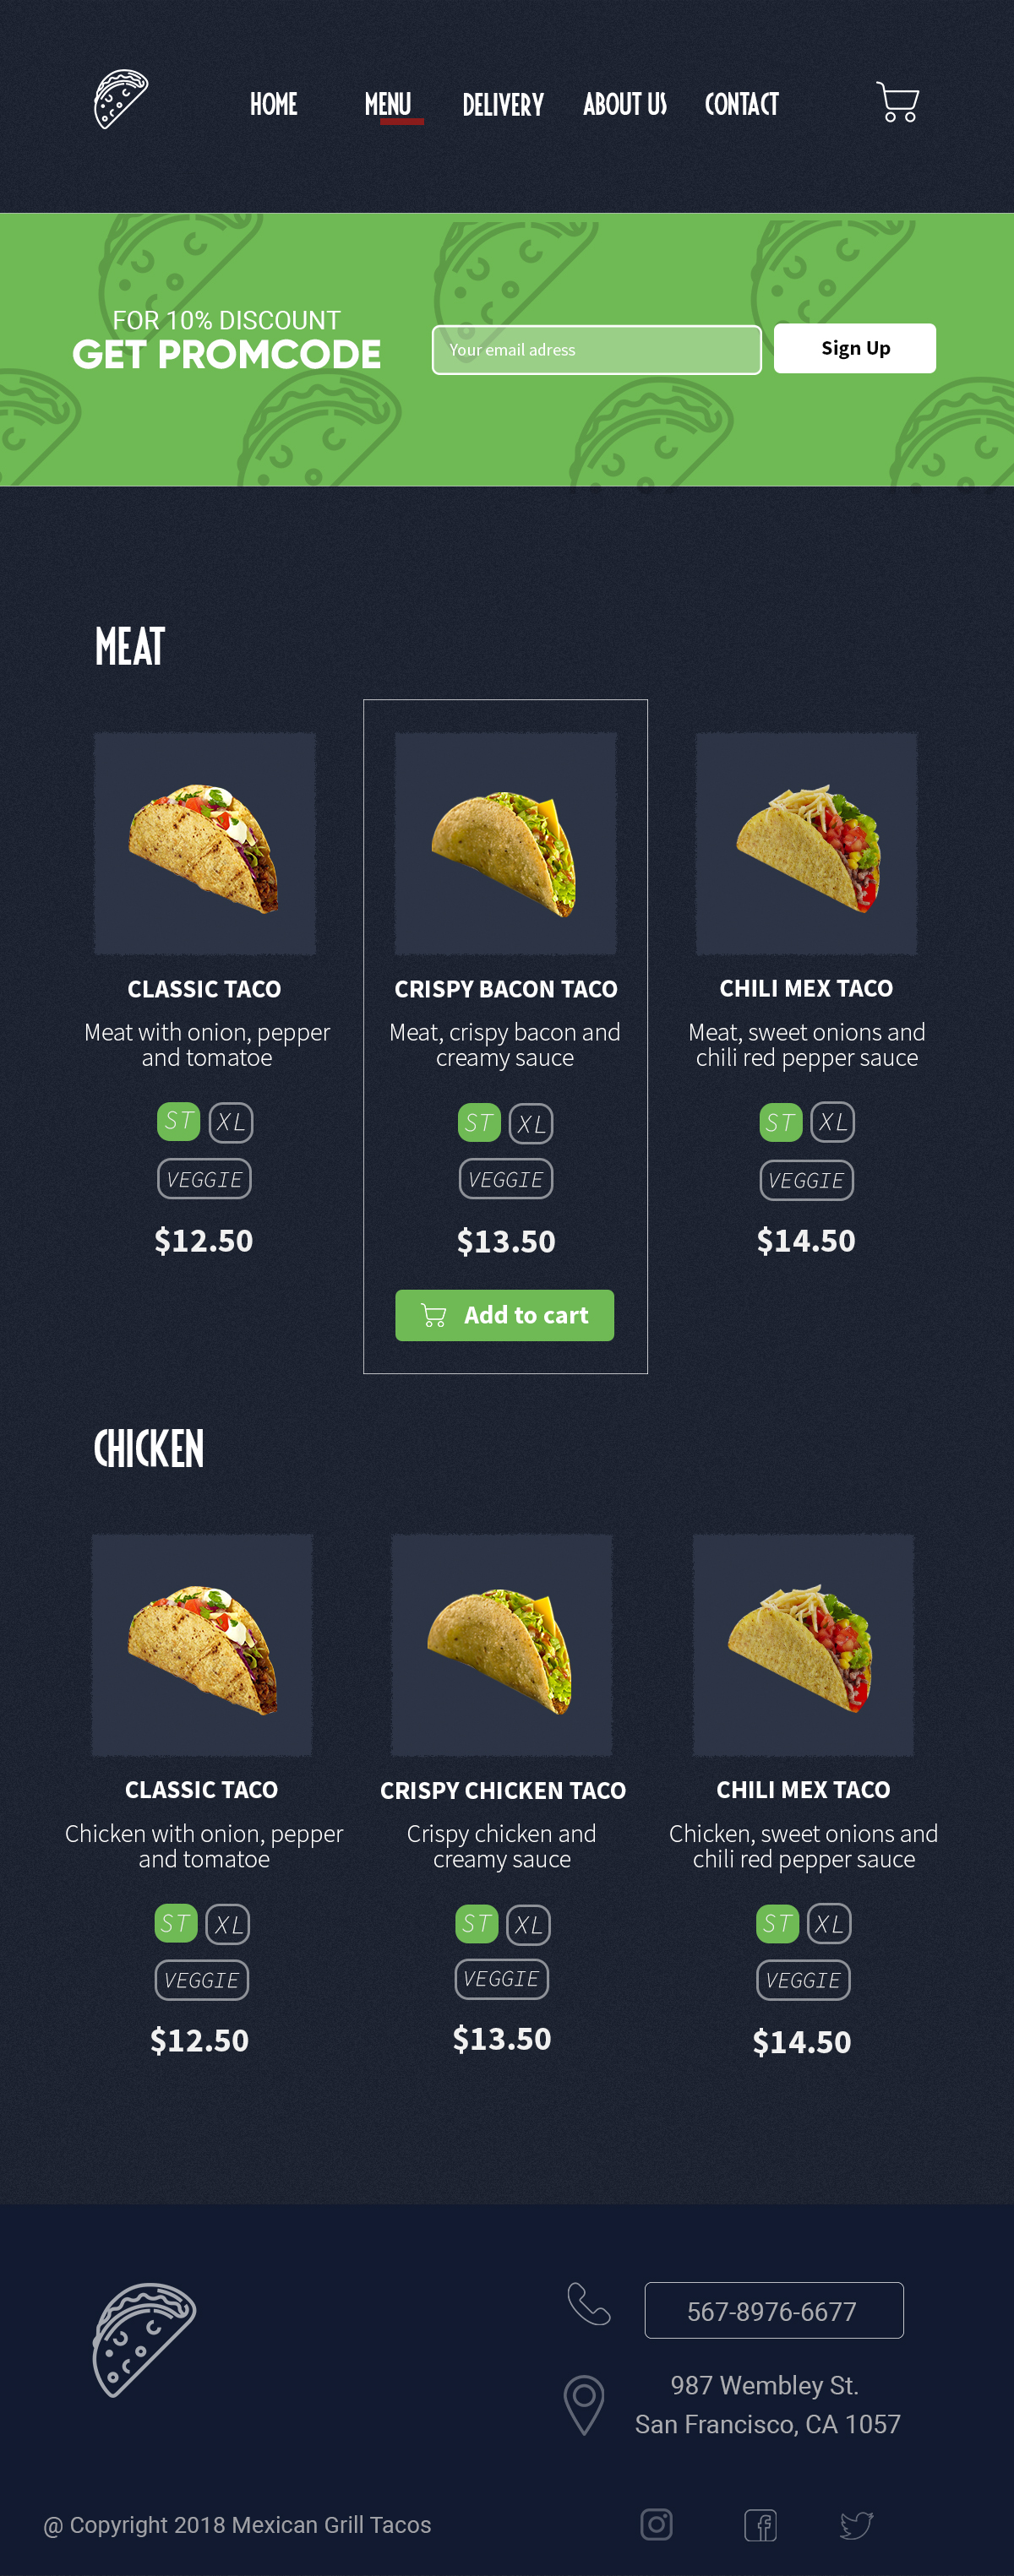 HOME MENU DELIVERY ABOUT US CONTACT
FOR 10% DISCOUNT
GET PROMCODE
Your email adress
Sign Up
MEAT
CLASSIC TACO
Meat with onion, pepper
and tomatoe
ST XL
VEGGIE
$12.50
CRISPY BACON TACO
Meat, crispy bacon and
creamy sauce
ST XL
VEGGIE
$13.50
Add to cart
CHILI MEX TACO
Meat, sweet onions and
chili red pepper sauce
ST XL
VEGGIE
$14.50
CHICKEN
CLASSIC TACO
Chicken with onion, pepper
and tomatoe
ST XL
VEGGIE
$12.50
CRISPY CHICKEN TACO
Crispy chicken and
creamy sauce
ST XL
VEGGIE
$13.50
CHILI MEX TACO
Chicken, sweet onions and
chili red pepper sauce
ST XL
VEGGIE
$14.50
567-8976-6677
987 Wembley St.
San Francisco, CA 1057
@ Copyright 2018 Mexican Grill Tacos